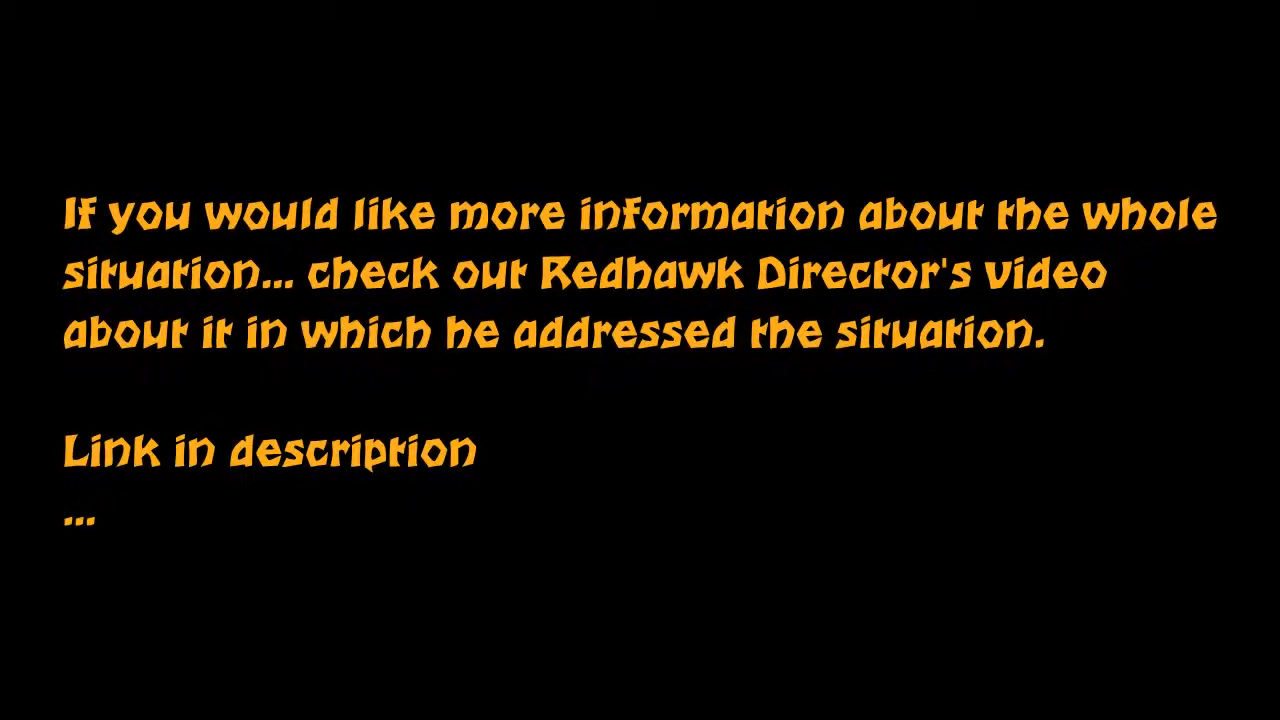 If you would like more information about the whole
situation... check out Redhawk Director's video
about it in which he addressed the situation.
Link in description
...